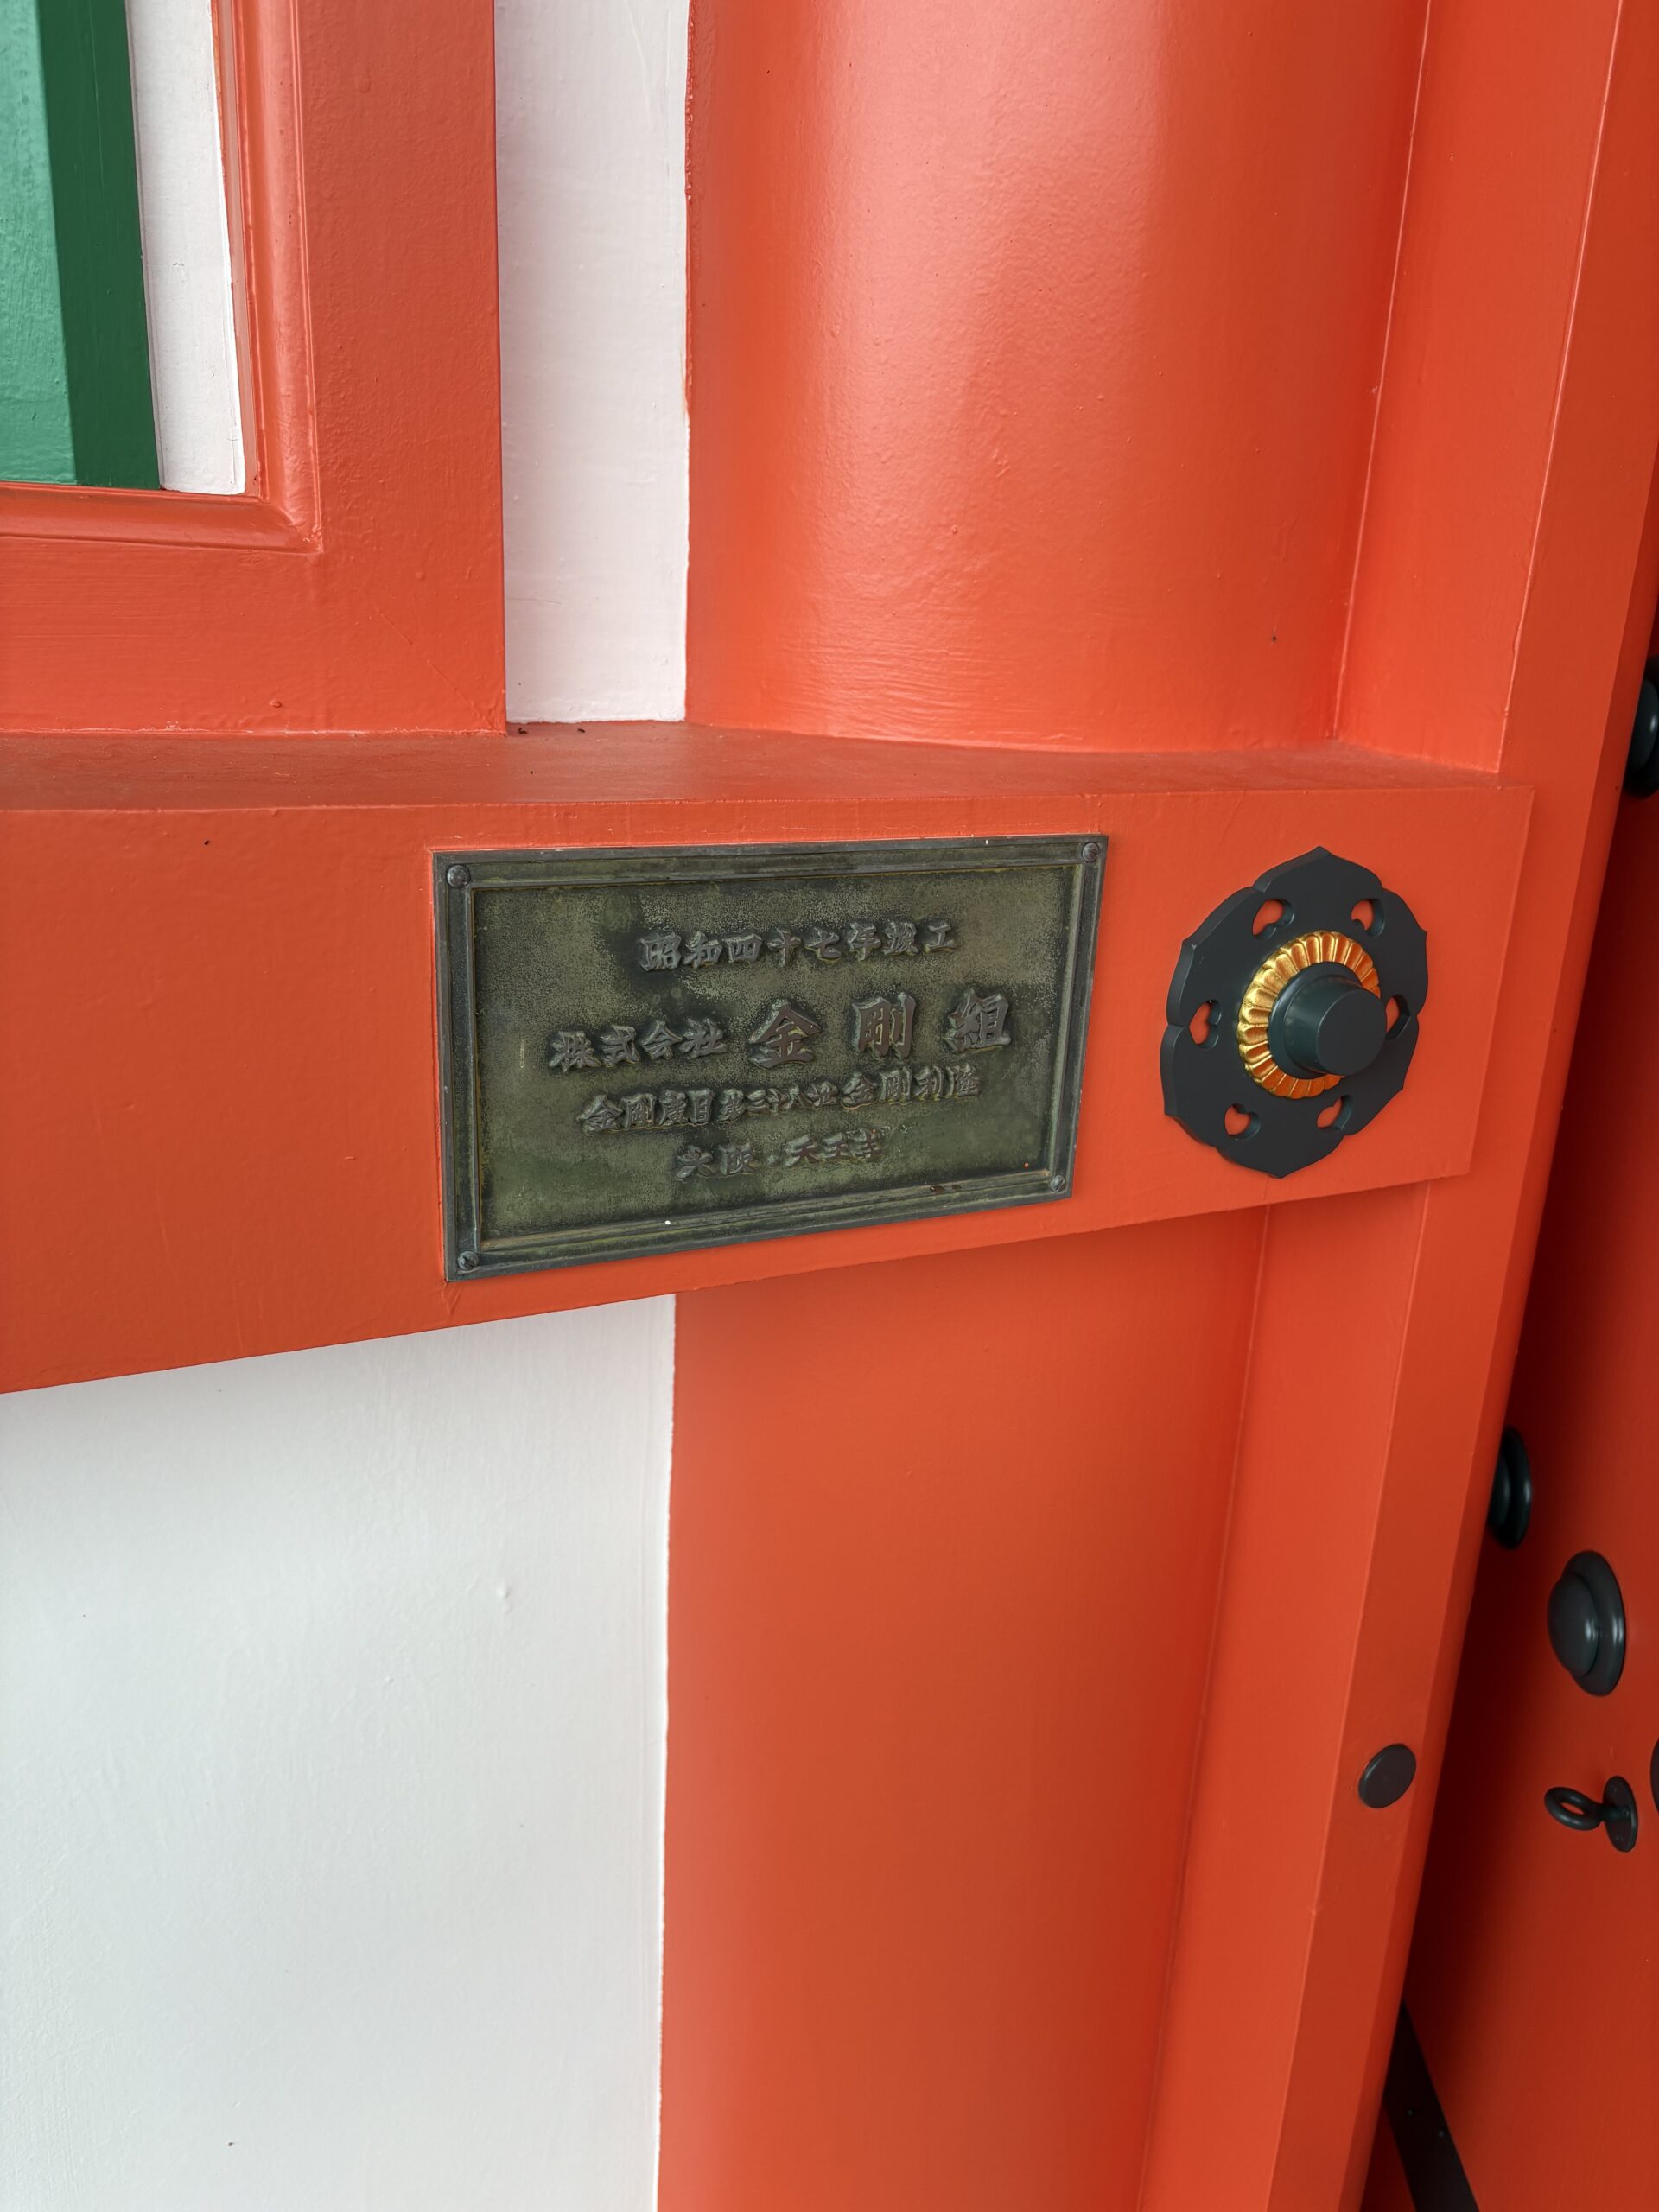 昭和四十七年竣工
株式会社 金剛組
金剛広目第三十八世金剛利隆
大阪・天王寺